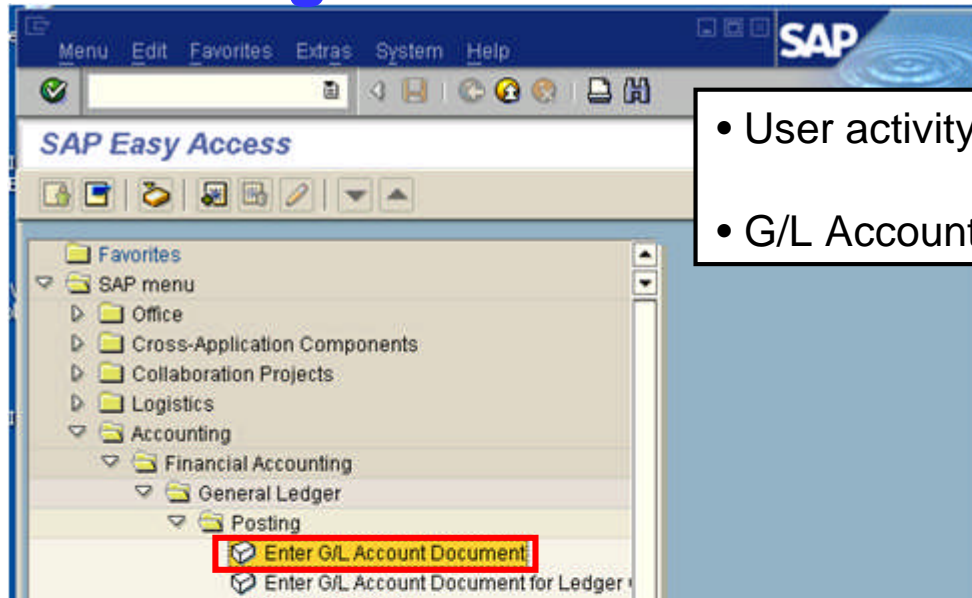 Menu Edit Favorites Extras System Help
SAP
SAP Easy Access
• User activity
• G/L Account
Favorites
SAP menu
Office
Cross-Application Components
Collaboration Projects
Logistics
Accounting
Financial Accounting
General Ledger
Posting
Enter G/L Account Document
Enter G/L Account Document for Ledger